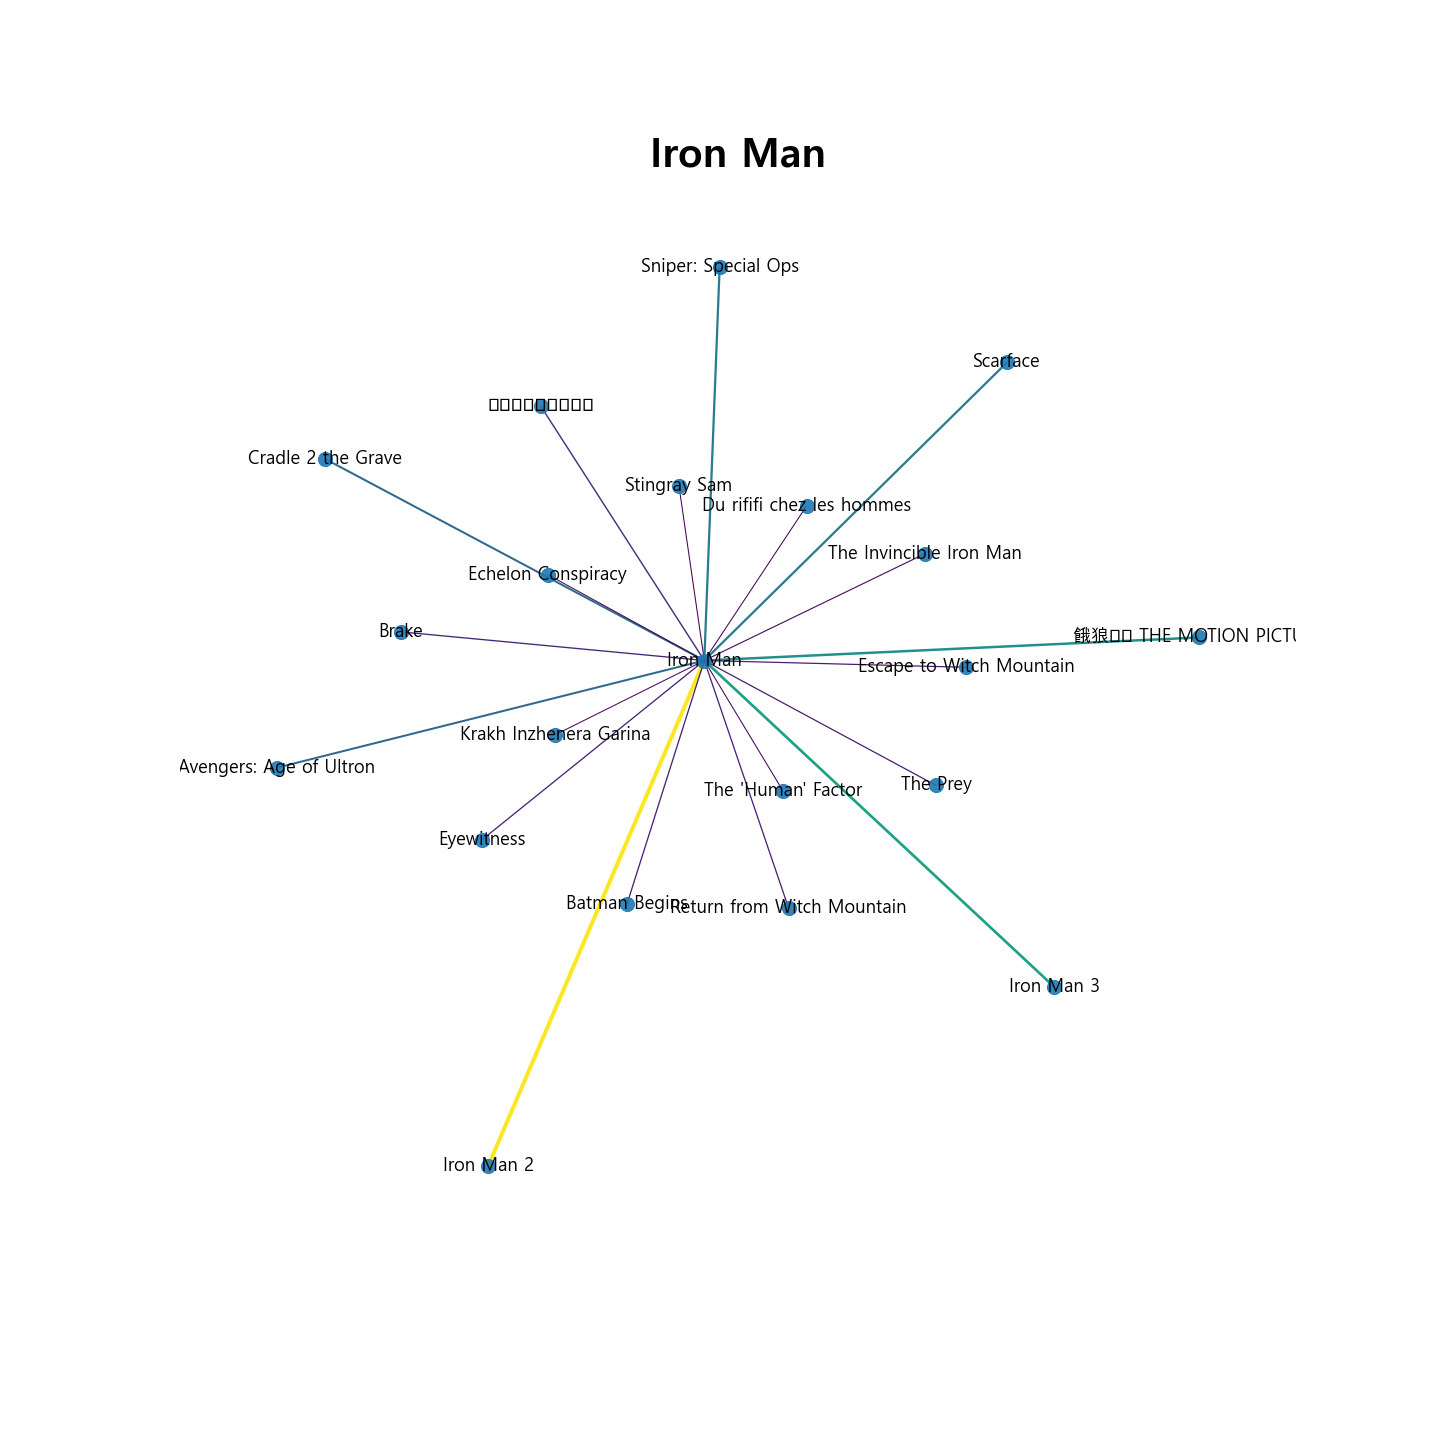 Iron Man
Sniper: Special Ops
Scarface
Cradle 2 the Grave
Stingray Sam
Du rififi chez les hommes
The Invincible Iron Man
Echelon Conspiracy
Brake
餓狼 THE MOTION PICTU
Iron Man
Escape to Witch Mountain
Krakh Inzhenera Garina
Avengers: Age of Ultron
The Prey
The 'Human' Factor
Eyewitness
Batman Begins
Return from Witch Mountain
Iron Man 3
Iron Man 2